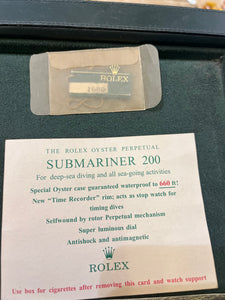 ROLEX
1680
THE ROLEX OYSTER PERPETUAL
SUBMARINER 200
For deep-sea diving and all sea-going activities
Special Oyster case guaranteed waterproof to 660 ft!
New "Time Recorder" rim; acts as stop watch for
timing dives
Selfwound by rotor Perpetual mechanism
Super luminous dial
Antishock and antimagnetic
ROLEX
Use box for cigarettes after removing this card and watch support